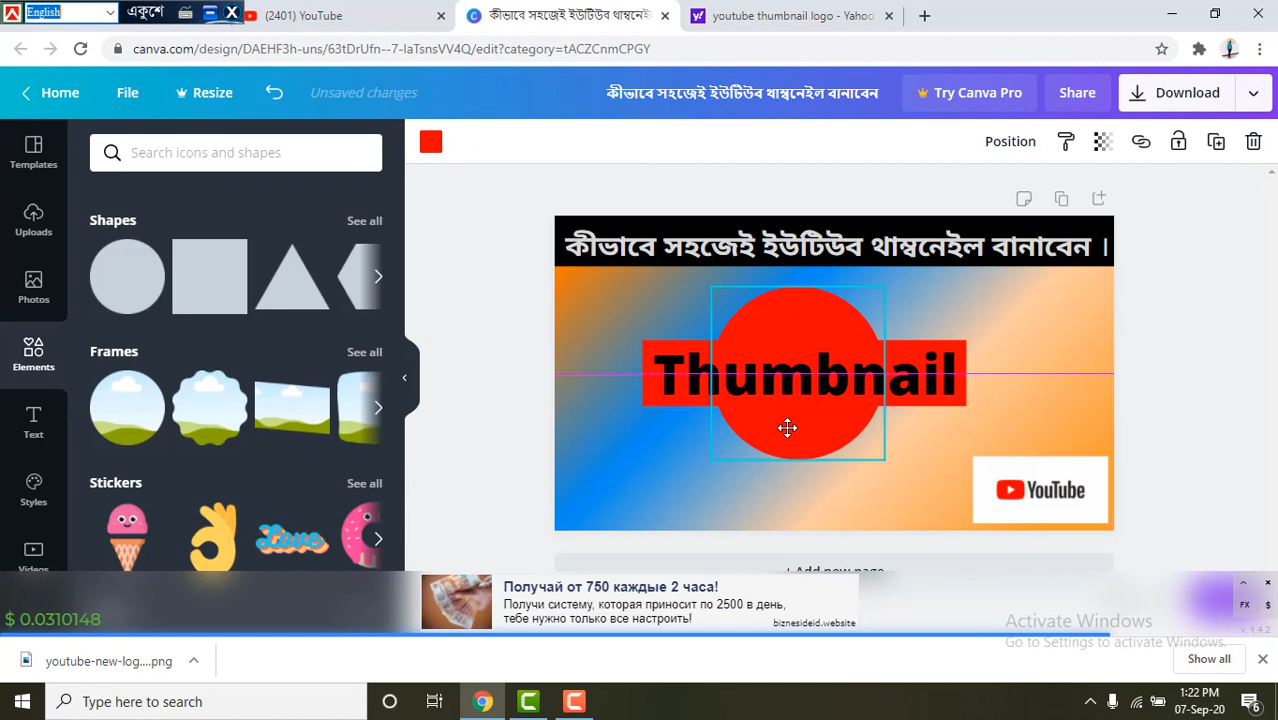 English
একুশে
(2401) YouTube
কীভাবে সহজেই ইউটিউব থাম্বনেই
youtube thumbnail logo - Yahoo
canva.com/design/DAEHF3h-uns/63tDrUfn--7-laTsnsVV4Q/edit?category=tACZCnmCPGY
Home
File
Resize
Unsaved changes
কীভাবে সহজেই ইউটিউব থাম্বনেইল বানাবেন
Try Canva Pro
Share
Download
Templates
Uploads
Photos
Elements
Text
Styles
Videos
Search icons and shapes
Shapes
See all
Frames
See all
Stickers
See all
Love
Position
কীভাবে সহজেই ইউটিউব থাম্বনেইল বানাবেন ।
Thumbnail
YouTube
+ Add new page
$ 0.0310148
Получай от 750 каждые 2 часа!
Получи систему, которая приносит по 2500 в день,
тебе нужно только все настроить!
biznesideid.website
FX
$
v. 1.4.2
Activate Windows
Go to Settings to activate Windows.
youtube-new-log....png
Show all
Type here to search
1:22 PM
07-Sep-20
6